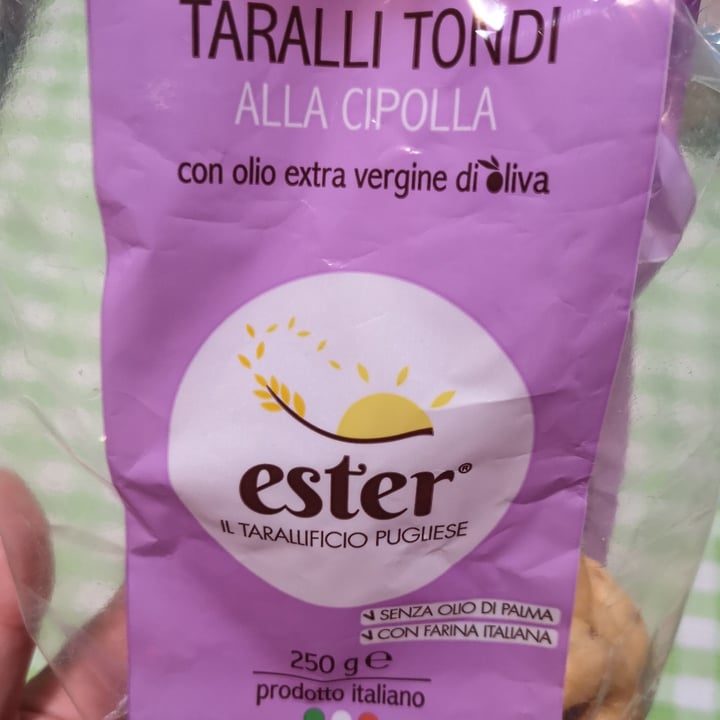 TARALLI TONDI
ALLA CIPOLLA
con olio extra vergine di oliva
ester®
IL TARALLIFICIO PUGLIESE
SENZA OLIO DI PALMA
CON FARINA ITALIANA
250 g ℮
prodotto italiano